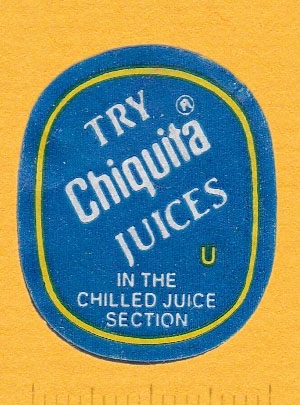 TRY
Chiquita®
JUICES
U
IN THE
CHILLED JUICE
SECTION